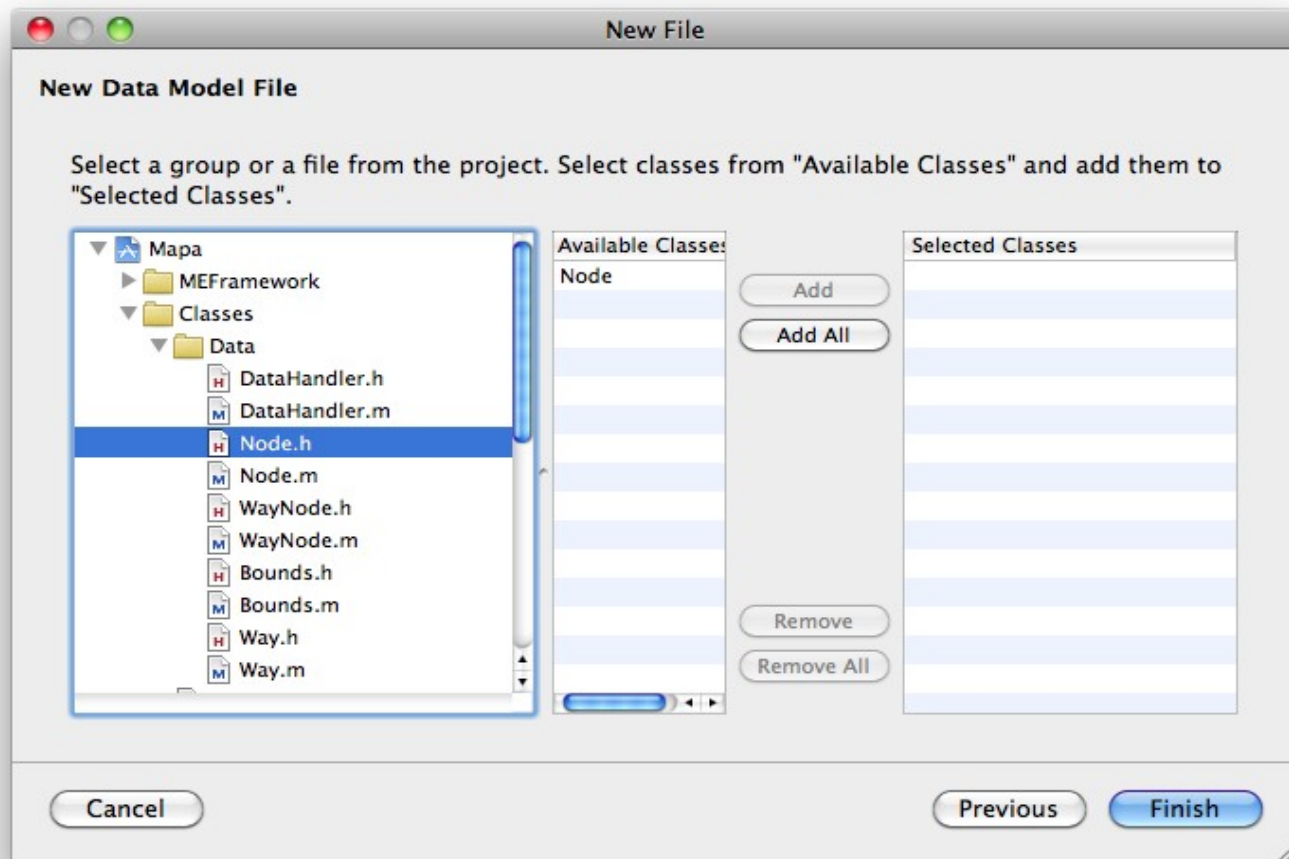 New File
New Data Model File
Select a group or a file from the project. Select classes from "Available Classes" and add them to
"Selected Classes".
Mapa
MEFramework
Classes
Data
H DataHandler.h
M DataHandler.m
H Node.h
M Node.m
H WayNode.h
M WayNode.m
H Bounds.h
M Bounds.m
H Way.h
M Way.m
Available Classes
Node
Add
Add All
Remove
Remove All
Selected Classes
Cancel
Previous
Finish